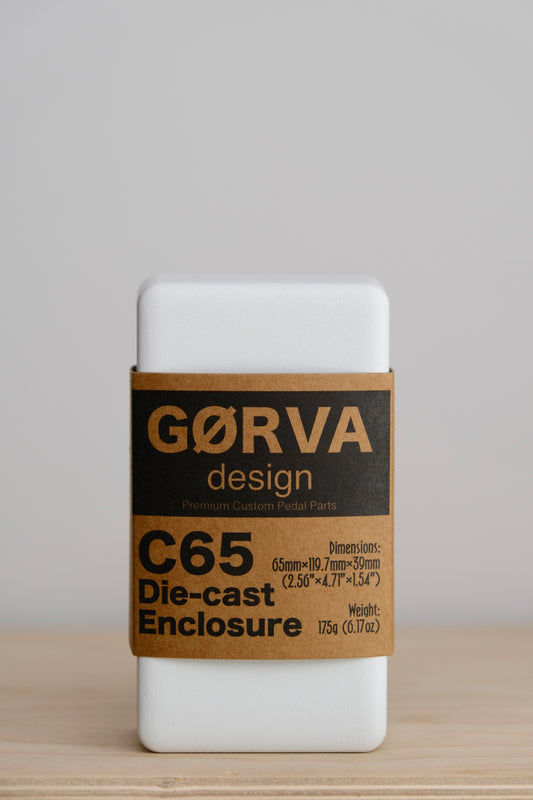 GØRVA
design
Premium Custom Pedal Parts
C65
Die-cast
Enclosure
Dimensions:
65mm×119.7mm×39mm
(2.56"×4.71"×1.54")
Weight:
175g (6.17oz)